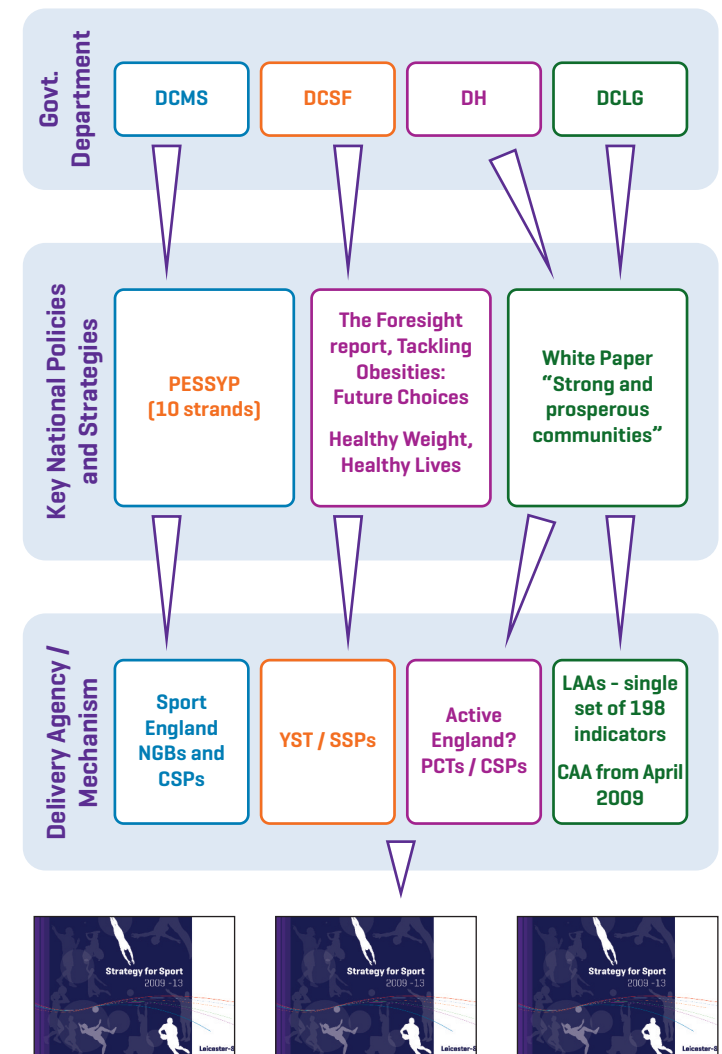 Govt.
Department
DCMS
DCSF
DH
DCLG
Key National Policies
and Strategies
PESSYP
(10 strands)
The Foresight
report, Tackling
Obesities:
Future Choices
Healthy Weight,
Healthy Lives
White Paper
“Strong and
prosperous
communities”
Delivery Agency /
Mechanism
Sport
England
NGBs and
CSPs
YST / SSPs
Active
England?
PCTs / CSPs
LAAs - single
set of 198
indicators
CAA from April
2009
Strategy for Sport
2009 -13
Leicester-S
Strategy for Sport
2009 -13
Leicester-S
Strategy for Sport
2009 -13
Leicester-S